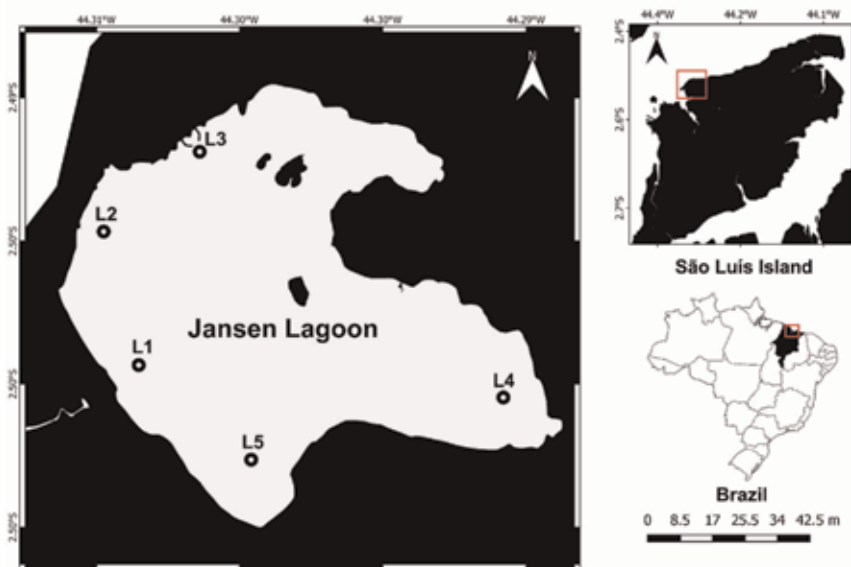 44.31°W 44.30°W 44.30°W 44.29°W
N
2.49°S
2.50°S
2.50°S
2.50°S
L3
L2
Jansen Lagoon
L1
L4
L5
44.4°W 44.2°W 44.1°W
N
2.4°S
2.6°S
2.7°S
São Luís Island
Brazil
0 8.5 17 25.5 34 42.5 m